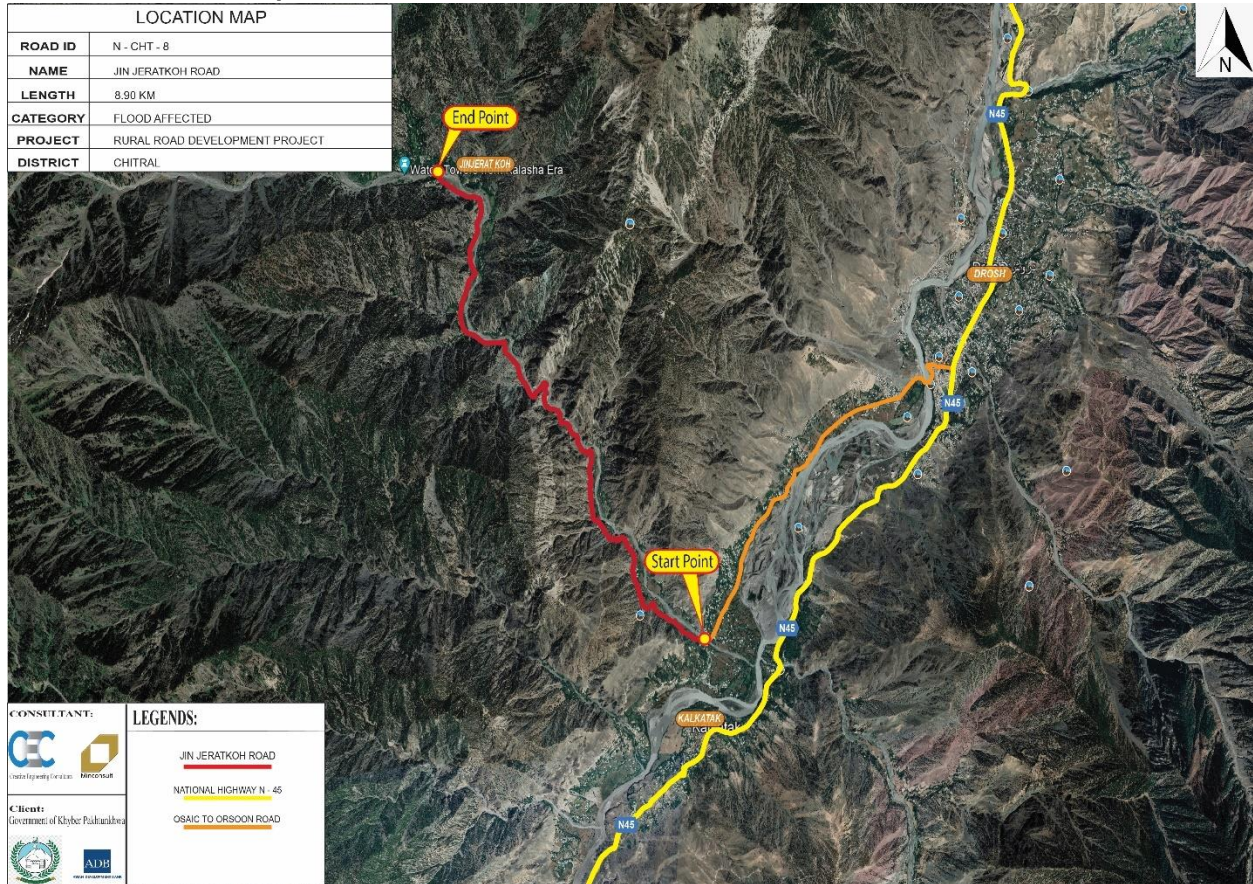 LOCATION MAP
ROAD ID N - CHT - 8
NAME JIN JERATKOH ROAD
LENGTH 8.90 KM
CATEGORY FLOOD AFFECTED
PROJECT RURAL ROAD DEVELOPMENT PROJECT
DISTRICT CHITRAL
N
N45
End Point
JINJERAT KOH
Kalasha Era
DROSH
N45
Start Point
N45
KALKATAK
N45
CONSULTANT:
CEC
Minconsult
Client:
Government of Khyber Pakhtunkhwa
ADB
LEGENDS:
JIN JERATKOH ROAD
NATIONAL HIGHWAY N - 45
OSAIC TO ORSOON ROAD